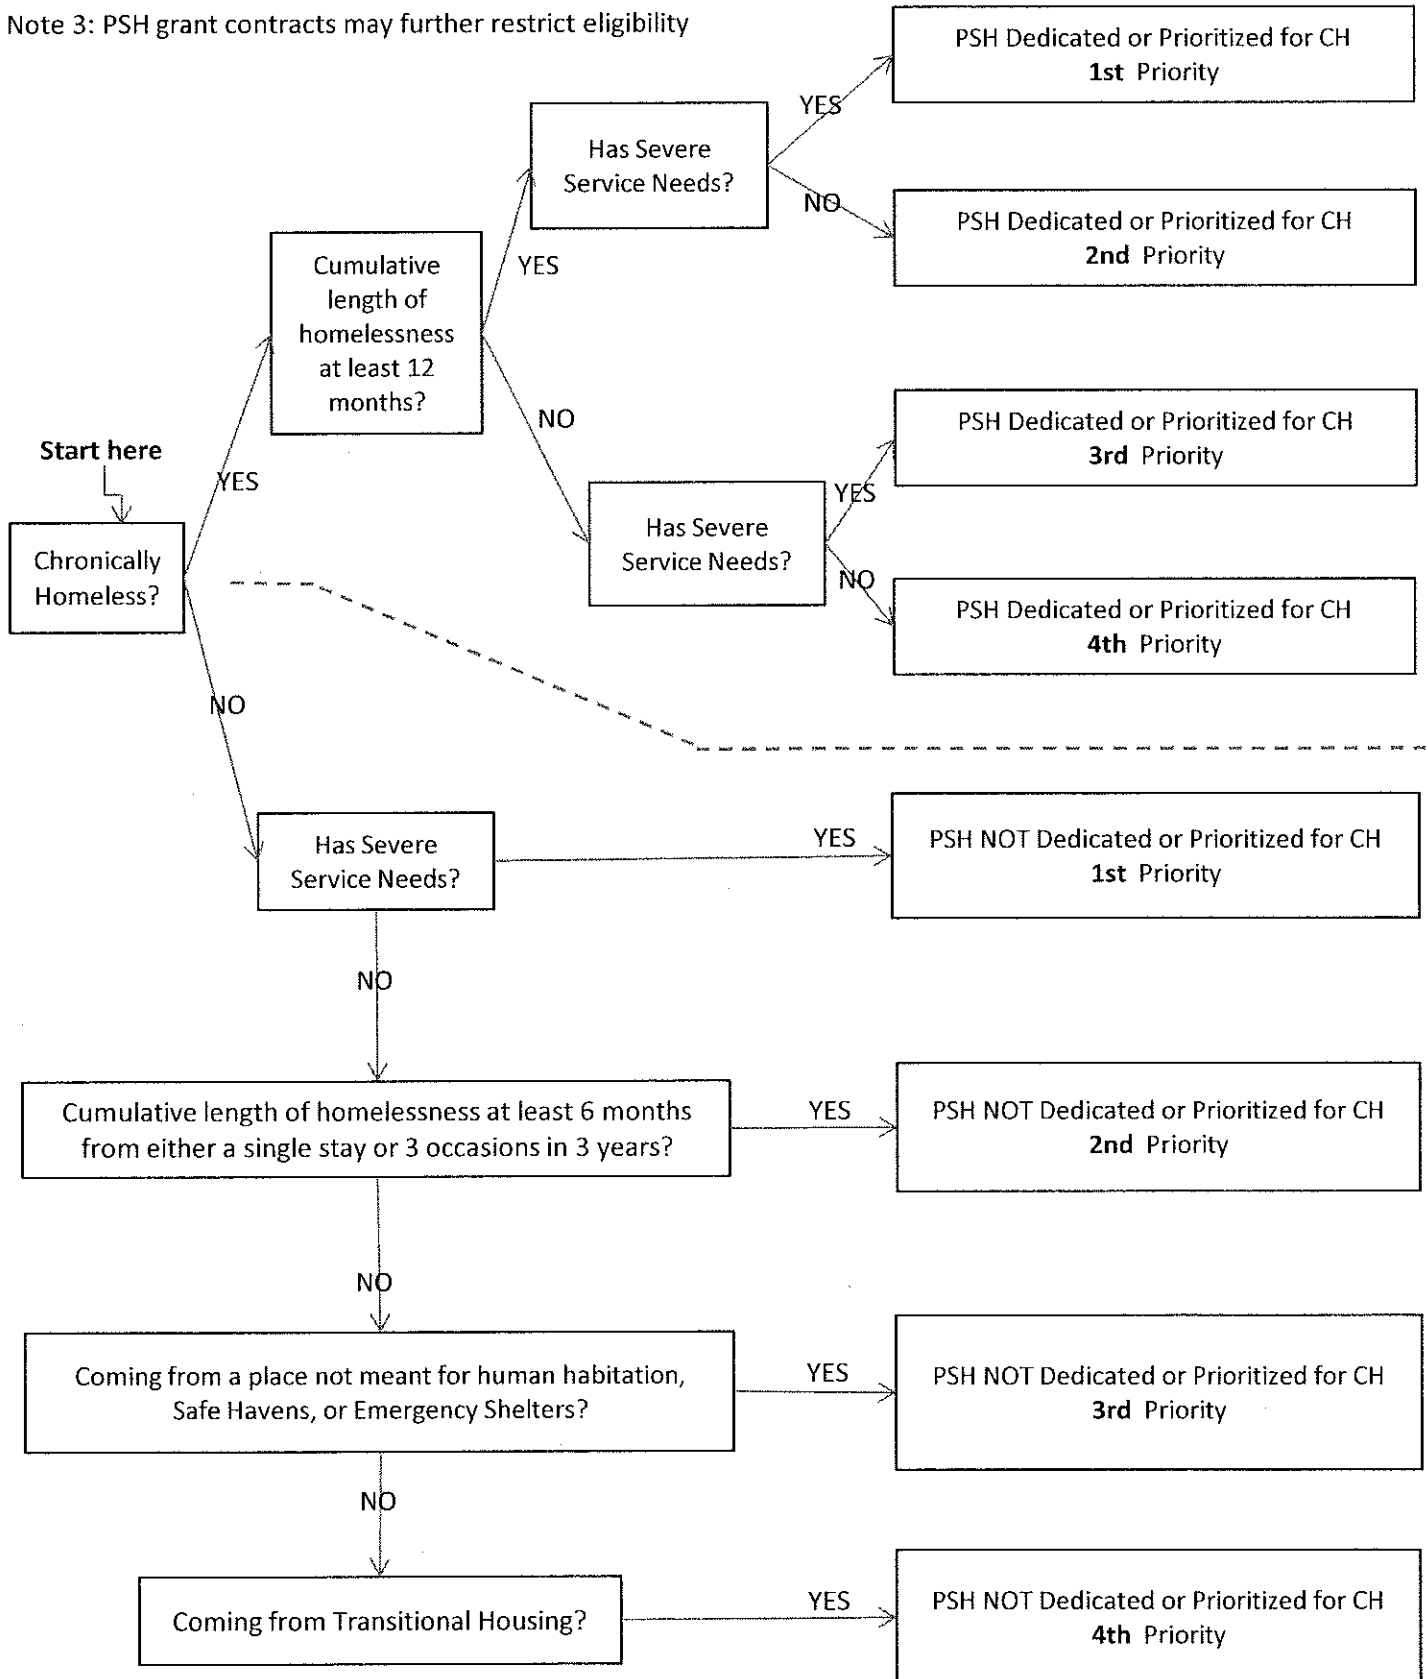 Note 3: PSH grant contracts may further restrict eligibility
PSH Dedicated or Prioritized for CH
1st Priority
YES
Has Severe
Service Needs?
NO
PSH Dedicated or Prioritized for CH
2nd Priority
Cumulative
length of
homelessness
at least 12
months?
YES
NO
PSH Dedicated or Prioritized for CH
3rd Priority
Start here
YES
Chronically
Homeless?
Has Severe
Service Needs?
YES
NO
PSH Dedicated or Prioritized for CH
4th Priority
NO
Has Severe
Service Needs?
YES
PSH NOT Dedicated or Prioritized for CH
1st Priority
NO
Cumulative length of homelessness at least 6 months
from either a single stay or 3 occasions in 3 years?
YES
PSH NOT Dedicated or Prioritized for CH
2nd Priority
NO
Coming from a place not meant for human habitation,
Safe Havens, or Emergency Shelters?
YES
PSH NOT Dedicated or Prioritized for CH
3rd Priority
NO
Coming from Transitional Housing?
YES
PSH NOT Dedicated or Prioritized for CH
4th Priority